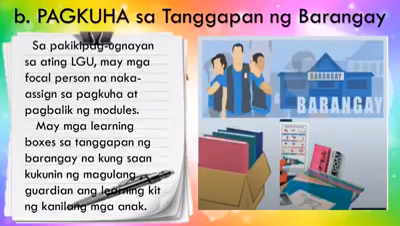 b. PAGKUHA sa Tanggapan ng Barangay
Sa pakikipag-ugnayan
sa ating LGU, may mga
focal person na naka-
assign sa pagkuha at
pagbalik ng modules.
May mga learning
boxes sa tanggapan ng
barangay na kung saan
kukunin ng magulang o
guardian ang learning kit
ng kanilang mga anak.
BARANGAY
BARANGAY